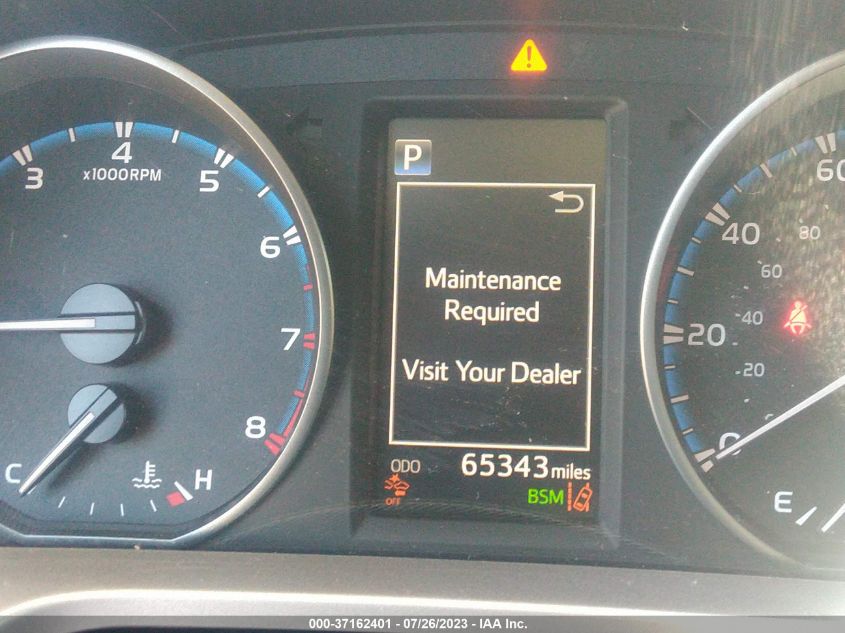 P
Maintenance
Required
Visit Your Dealer
ODO 65343 miles
OFF
BSM
3 4 5 6 7 8
x1000RPM
C H
0 20 40 60
20 40 60 80
E
000-37162401 - 07/26/2023 - IAA Inc.